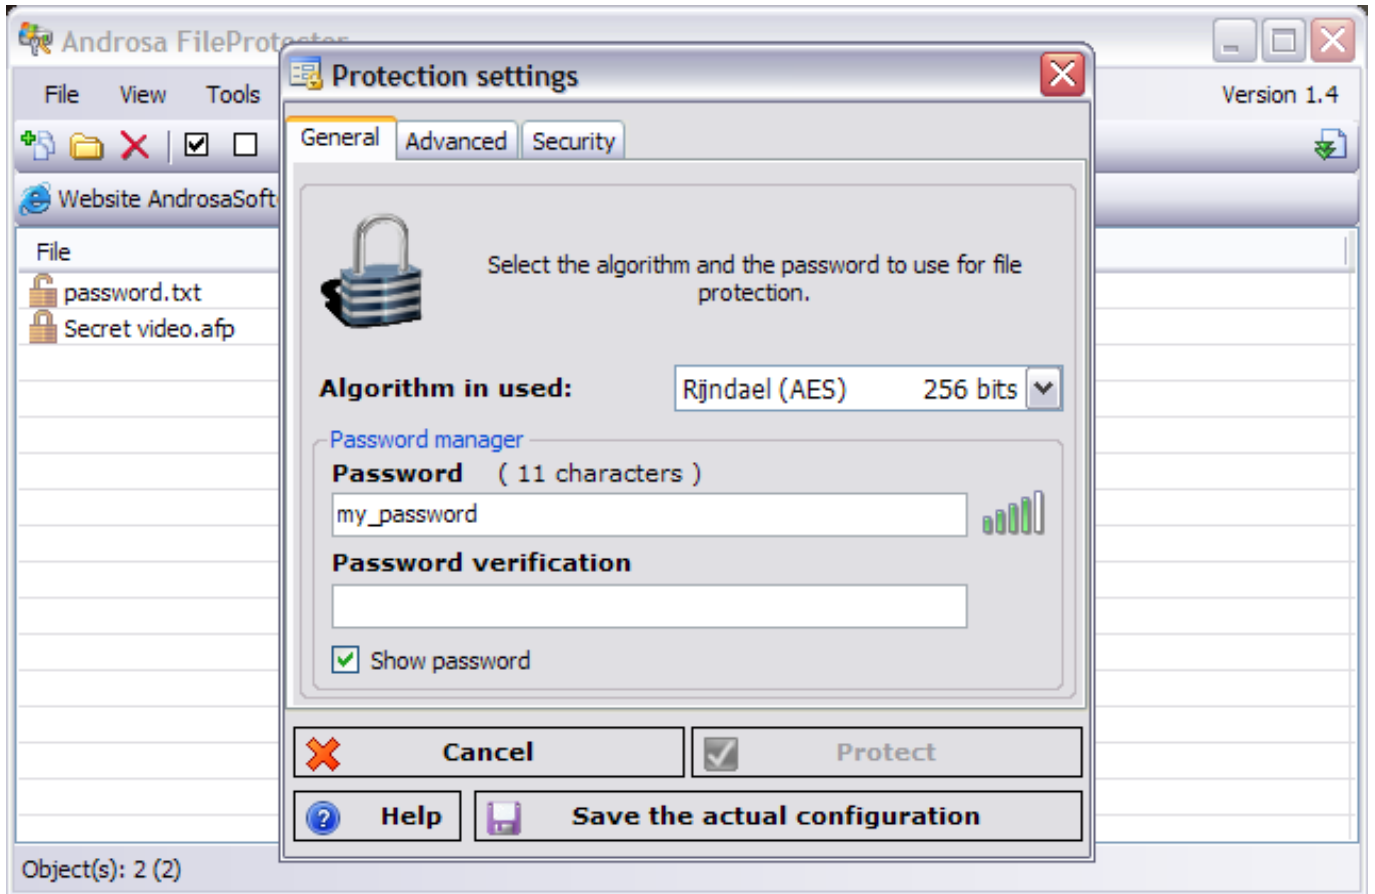 Androsa FileProtector
File View Tools
Version 1.4
Website AndrosaSoft
File
password.txt
Secret video.afp
Object(s): 2 (2)
Protection settings
General Advanced Security
Select the algorithm and the password to use for file
protection.
Algorithm in used: Rijndael (AES) 256 bits
Password manager
Password ( 11 characters )
my_password
Password verification
Show password
Cancel Protect
Help Save the actual configuration